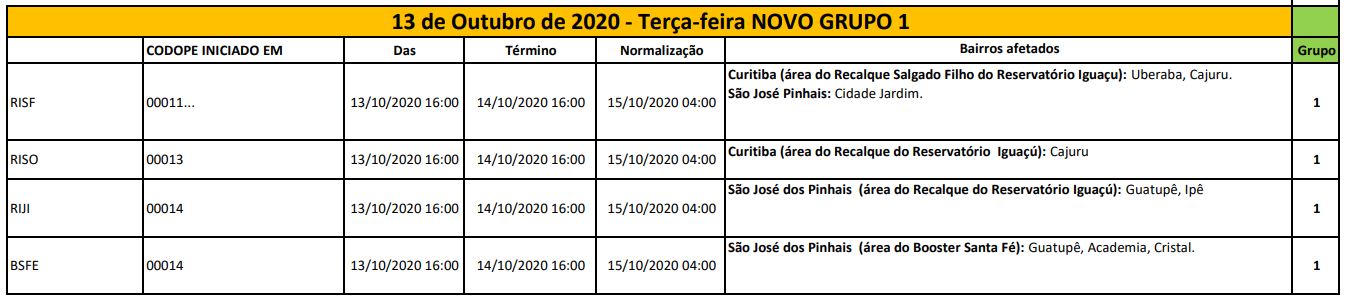 13 de Outubro de 2020 - Terça-feira NOVO GRUPO 1
CODOPE INICIADO EM Das Término Normalização Bairros afetados Grupo
RISF 00011... 13/10/2020 16:00 14/10/2020 16:00 15/10/2020 04:00 Curitiba (área do Recalque Salgado Filho do Reservatório Iguaçu): Uberaba, Cajuru.
São José Pinhais: Cidade Jardim. 1
RISO 00013 13/10/2020 16:00 14/10/2020 16:00 15/10/2020 04:00 Curitiba (área do Recalque do Reservatório Iguaçú): Cajuru 1
RIJI 00014 13/10/2020 16:00 14/10/2020 16:00 15/10/2020 04:00 São José dos Pinhais (área do Recalque do Reservatório Iguaçú): Guatupê, Ipê 1
BSFE 00014 13/10/2020 16:00 14/10/2020 16:00 15/10/2020 04:00 São José dos Pinhais (área do Booster Santa Fé): Guatupê, Academia, Cristal. 1